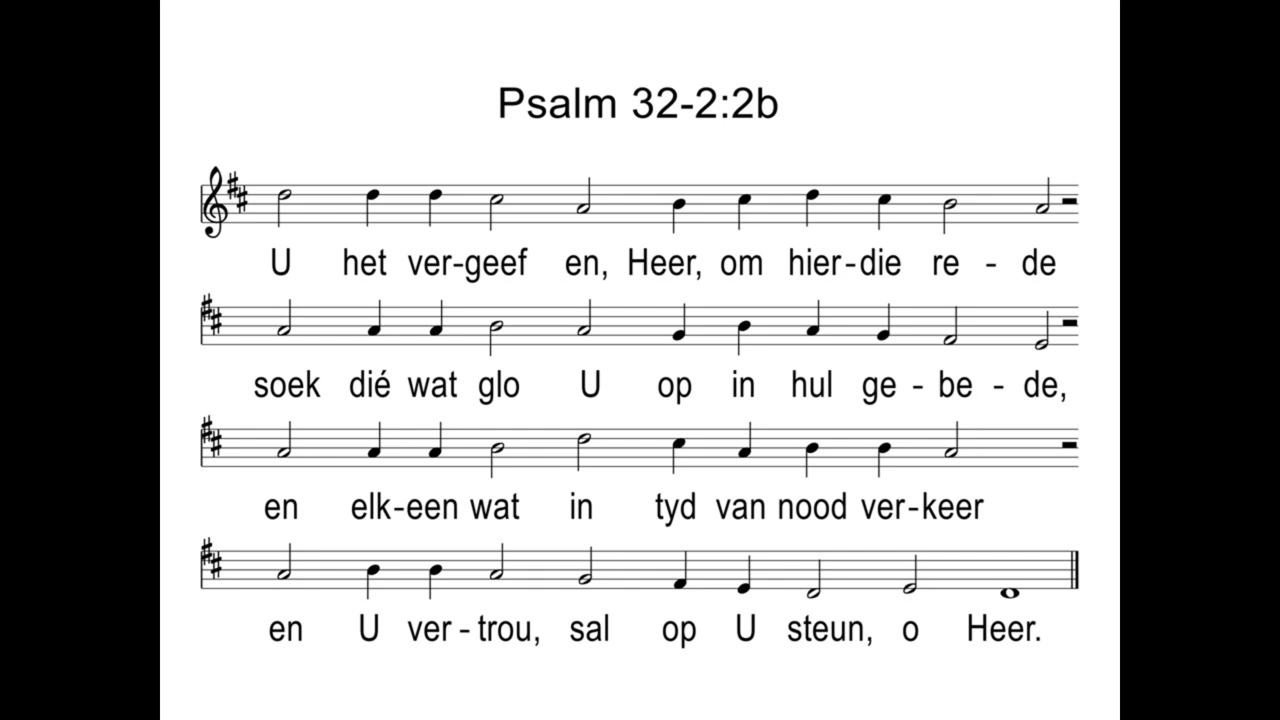 Psalm 32-2:2b
U het ver-geef en, Heer, om hier-die re - de
soek dié wat glo U op in hul ge - be - de,
en elk-een wat in tyd van nood ver-keer
en U ver - trou, sal op U steun, o Heer.